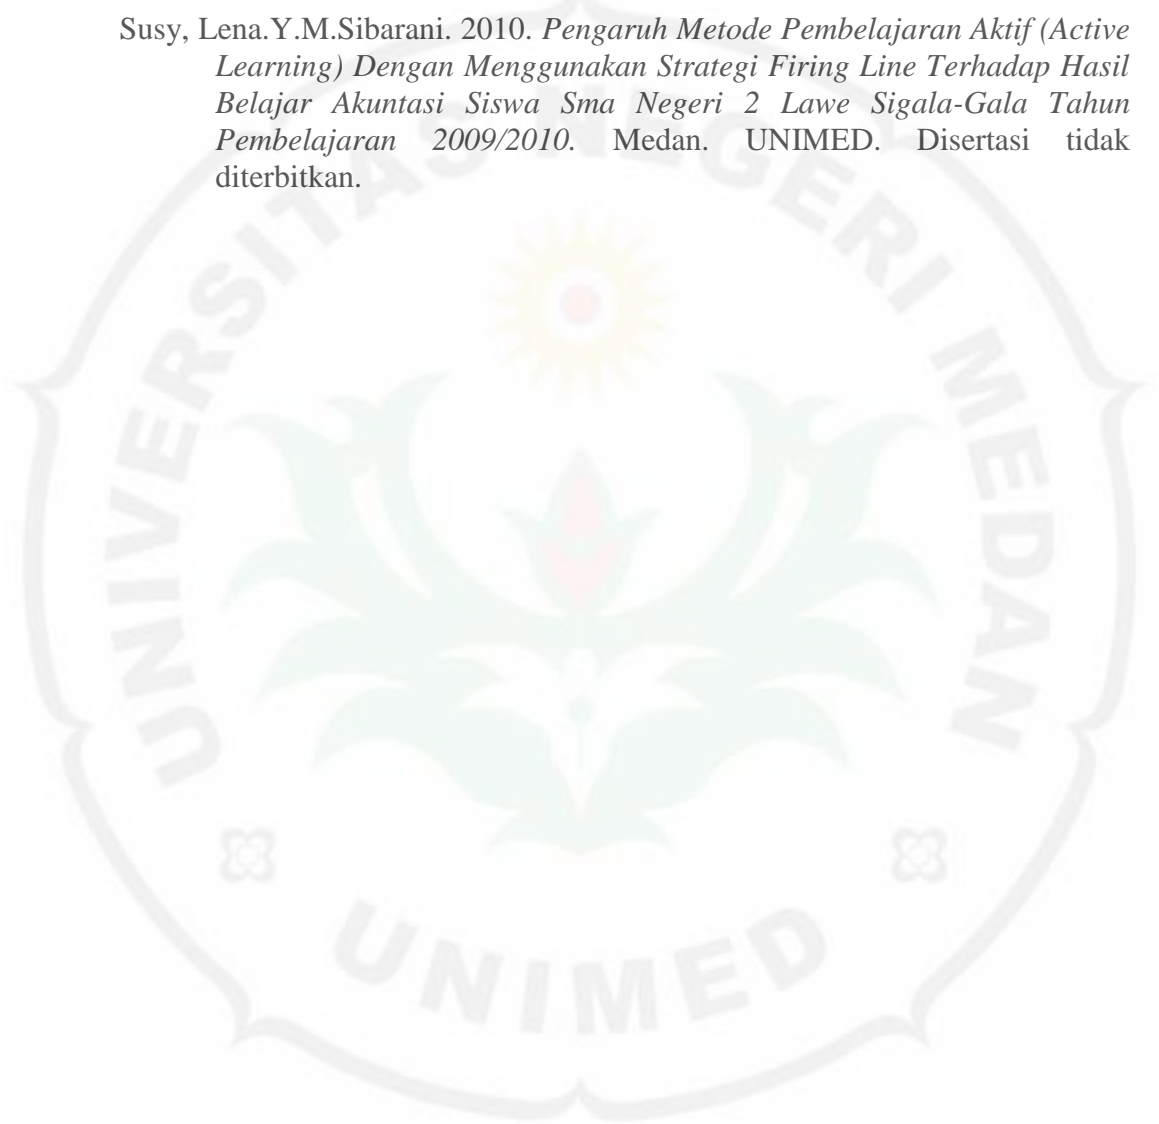 Susy, Lena.Y.M.Sibarani. 2010. Pengaruh Metode Pembelajaran Aktif (Active
Learning) Dengan Menggunakan Strategi Firing Line Terhadap Hasil
Belajar Akuntasi Siswa Sma Negeri 2 Lawe Sigala-Gala Tahun
Pembelajaran 2009/2010. Medan. UNIMED. Disertasi tidak
diterbitkan.
UNIVERSITAS NEGERI MEDAN
UNIMED